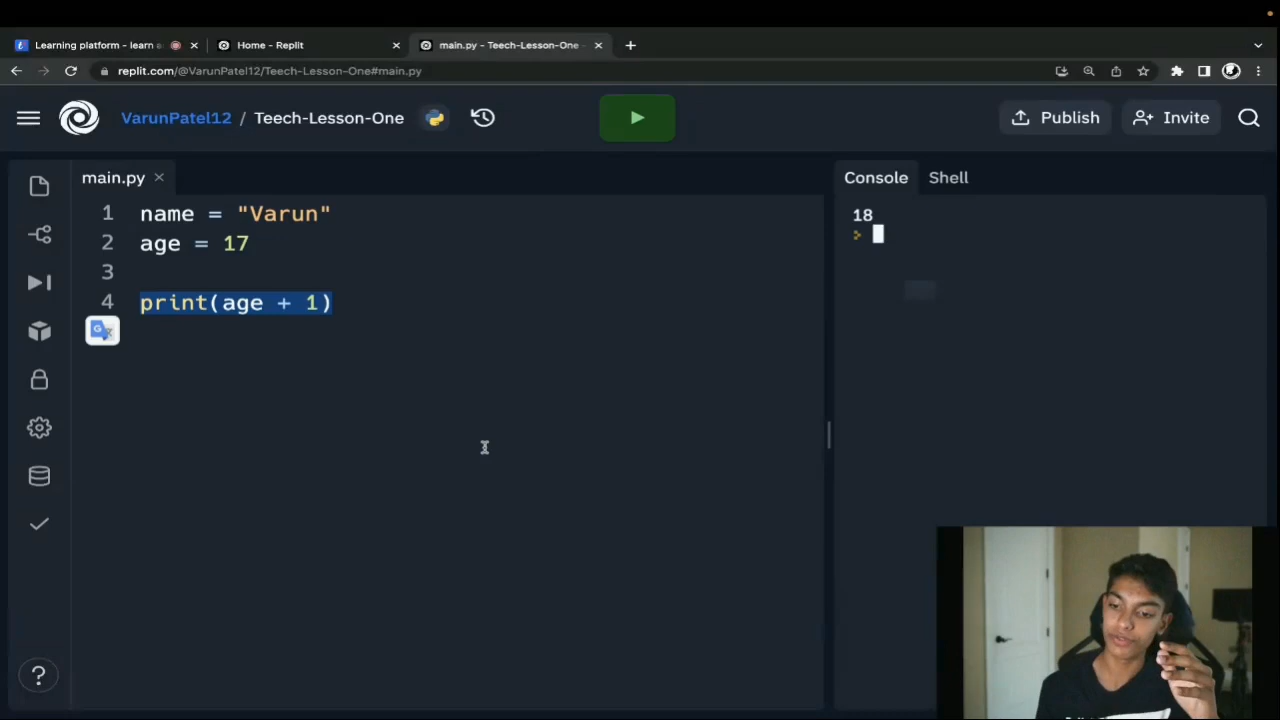 Learning platform - learn a
Home - Replit
main.py - Teech-Lesson-One -
replit.com/@VarunPatel12/Teech-Lesson-One#main.py
VarunPatel12 / Teech-Lesson-One
Publish
Invite
main.py
Console
Shell
1 name = "Varun"
2 age = 17
3
4 print(age + 1)
18
>
G
?